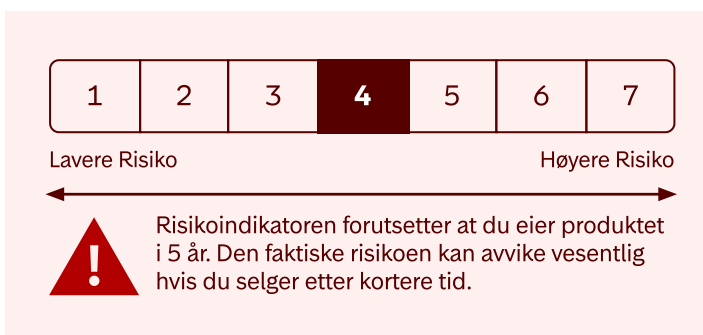 1 2 3 4 5 6 7
Lavere Risiko Høyere Risiko
!
Risikoindikatoren forutsetter at du eier produktet
i 5 år. Den faktiske risikoen kan avvike vesentlig
hvis du selger etter kortere tid.